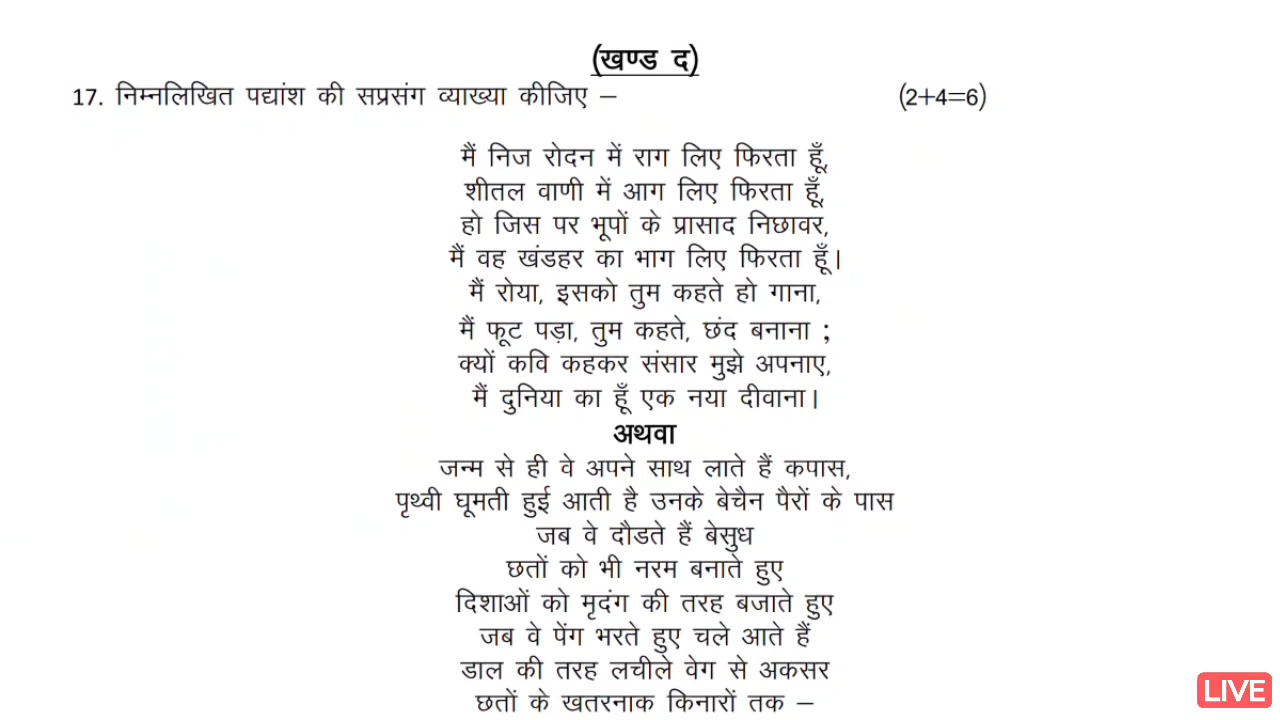 (खण्ड द)
17. निम्नलिखित पद्यांश की सप्रसंग व्याख्या कीजिए – (2+4=6)
मैं निज रोदन में राग लिए फिरता हूँ,
शीतल वाणी में आग लिए फिरता हूँ,
हो जिस पर भूपों के प्रासाद निछावर,
मैं वह खंडहर का भाग लिए फिरता हूँ।
मैं रोया, इसको तुम कहते हो गाना,
मैं फूट पड़ा, तुम कहते, छंद बनाना ;
क्यों कवि कहकर संसार मुझे अपनाए,
मैं दुनिया का हूँ एक नया दीवाना।
अथवा
जन्म से ही वे अपने साथ लाते हैं कपास,
पृथ्वी घूमती हुई आती है उनके बेचैन पैरों के पास
जब वे दौडते हैं बेसुध
छतों को भी नरम बनाते हुए
दिशाओं को मृदंग की तरह बजाते हुए
जब वे पेंग भरते हुए चले आते हैं
डाल की तरह लचीले वेग से अकसर
छतों के खतरनाक किनारों तक –
LIVE